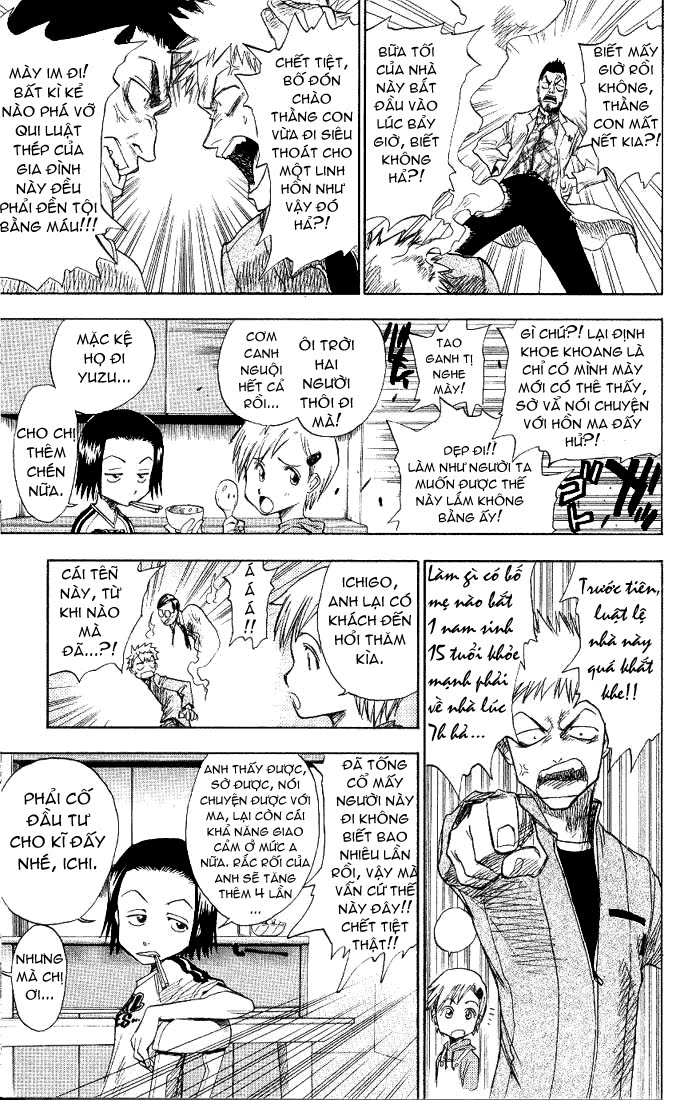 BIẾT MẤY
GIỜ RỒI
KHÔNG,
THẰNG
CON MẤT
NẾT KIA?!
BỮA TỐI
CỦA NHÀ
NÀY BẮT
ĐẦU VÀO
LÚC BẢY
GIỜ, BIẾT
KHÔNG
HẢ?!
CHẾT TIỆT,
BỐ ĐÓN
CHÀO
THẰNG CON
VỪA ĐI SIÊU
THOÁT CHO
MỘT LINH
HỒN NHƯ
VẬY ĐÓ
HẢ?!
MÀY IM ĐI!
BẤT KÌ KẺ
NÀO PHÁ VỠ
QUI LUẬT
THÉP CỦA
GIA ĐÌNH
NÀY ĐỀU
PHẢI ĐỀN TỘI
BẰNG MÁU!!!
GÌ CHỨ?! LẠI ĐỊNH
KHOE KHOANG LÀ
CHỈ CÓ MÌNH MÀY
MỚI CÓ THÊ THẤY,
SỜ VẢ NÓI CHUYỆN
VỚI HỒN MA ĐẤY
HỬ?!
TAO
GANH TỊ
NGHE
MÀY!
DẸP ĐI!!
LÀM NHƯ NGƯỜI TA
MUỐN ĐƯỢC THẾ
NÀY LẮM KHÔNG
BẰNG ẤY!
ÔI TRỜI
HAI
NGƯỜI
THÔI ĐI
MÀ!
CƠM
CANH
NGUỘI
HẾT CẢ
RỒI...
MẶC KỆ
HỌ ĐI
YUZU...
CHO CHỊ
THÊM
CHÉN
NỮA.
Trước tiên,
luật lệ
nhà này
quá khắt
khe!!
Làm gì có bố
mẹ nào bắt
1 nam sinh
15 tuổi khỏe
mạnh phải
về nhà lúc
7h hả...
ICHIGO,
ANH LẠI CÓ
KHÁCH ĐẾN
HỎI THĂM
KÌA.
Á
Á
Á
!!
CÁI TÊÑ
NÀY, TỪ
KHI NÀO
MÀ
ĐÃ...?!
ĐÃ TỐNG
CỔ MẤY
NGƯỜI NÀY
ĐI KHÔNG
BIẾT BAO
NHIÊU LẦN
RỒI, VẬY MÀ
VẪN CỨ THẾ
NÀY ĐÂY!!
CHẾT TIỆT
THẬT!!
ANH THẤY ĐƯỢC,
SỜ ĐƯỢC, NÓI
CHUYỆN ĐƯỢC VỚI
MA, LẠI CÒN CÁI
KHẢ NĂNG GIAO
CẢM Ở MỨC A
NỮA. RẮC RỐI CỦA
ANH SẼ TĂNG
THÊM 4 LẦN
...
PHẢI CỐ
ĐẦU TƯ
CHO KĨ ĐẤY
NHÉ, ICHI.
NHƯNG
MÀ CHỊ
ƠI...